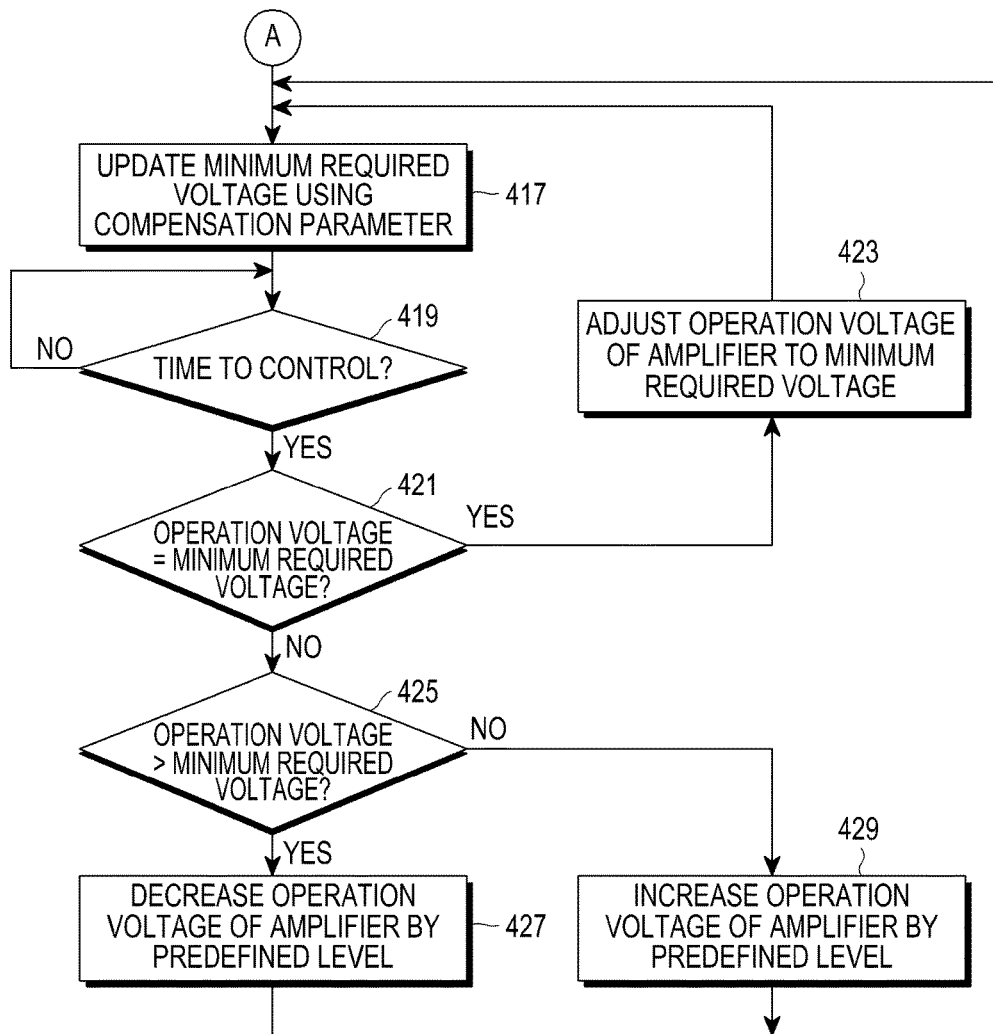 A
UPDATE MINIMUM REQUIRED
VOLTAGE USING
COMPENSATION PARAMETER
417
419
TIME TO CONTROL?
NO
YES
423
ADJUST OPERATION VOLTAGE
OF AMPLIFIER TO MINIMUM
REQUIRED VOLTAGE
421
OPERATION VOLTAGE
= MINIMUM REQUIRED
VOLTAGE?
YES
NO
425
OPERATION VOLTAGE
> MINIMUM REQUIRED
VOLTAGE?
NO
YES
DECREASE OPERATION
VOLTAGE OF AMPLIFIER BY
PREDEFINED LEVEL
427
429
INCREASE OPERATION
VOLTAGE OF AMPLIFIER BY
PREDEFINED LEVEL